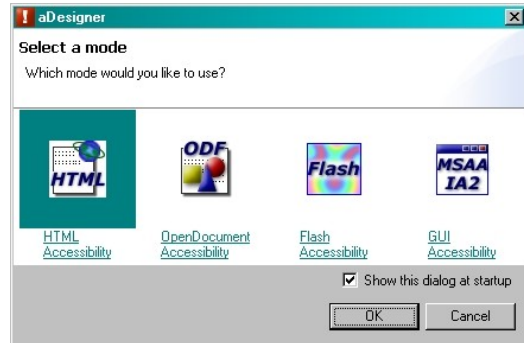 aDesigner
Select a mode
Which mode would you like to use?
HTML
ODF
Flash
MSAA
IA2
HTML
Accessibility
OpenDocument
Accessibility
Flash
Accessibility
GUI
Accessibility
Show this dialog at startup
OK
Cancel